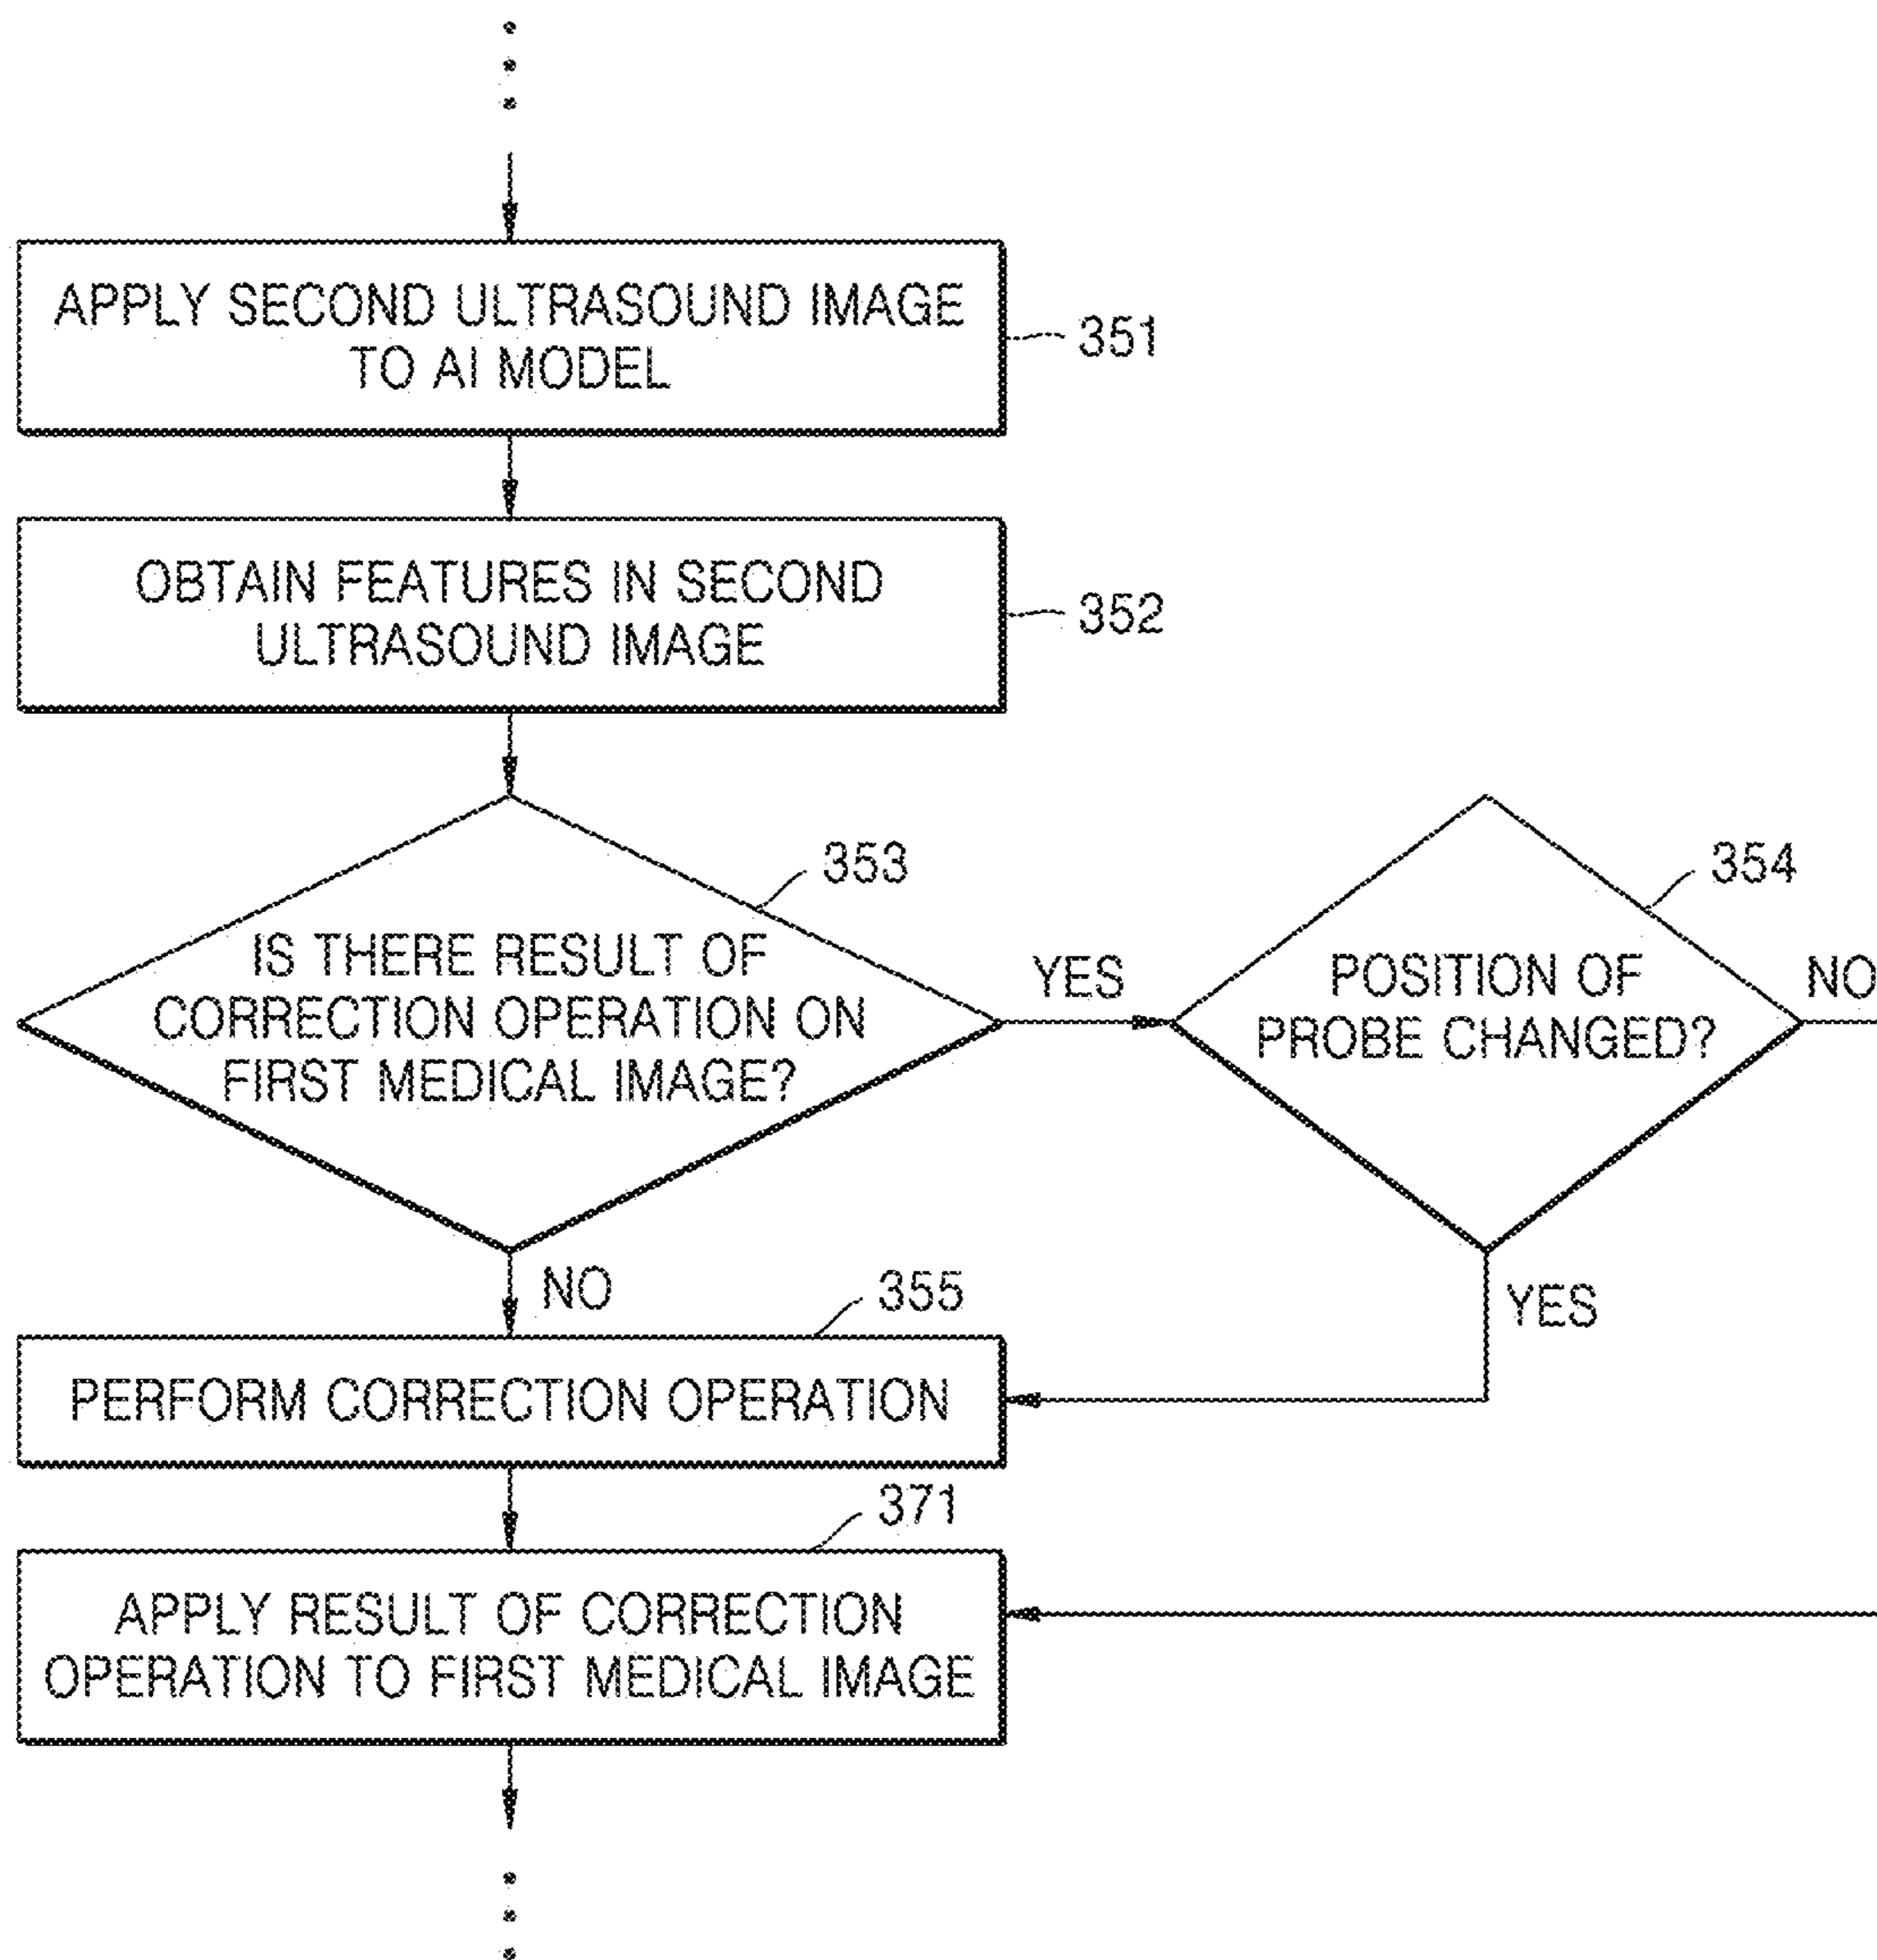 APPLY SECOND ULTRASOUND IMAGE
TO AI MODEL
351
OBTAIN FEATURES IN SECOND
ULTRASOUND IMAGE
352
353
IS THERE RESULT OF
CORRECTION OPERATION ON
FIRST MEDICAL IMAGE?
YES
354
POSITION OF
PROBE CHANGED?
NO
NO
YES
355
PERFORM CORRECTION OPERATION
371
APPLY RESULT OF CORRECTION
OPERATION TO FIRST MEDICAL IMAGE